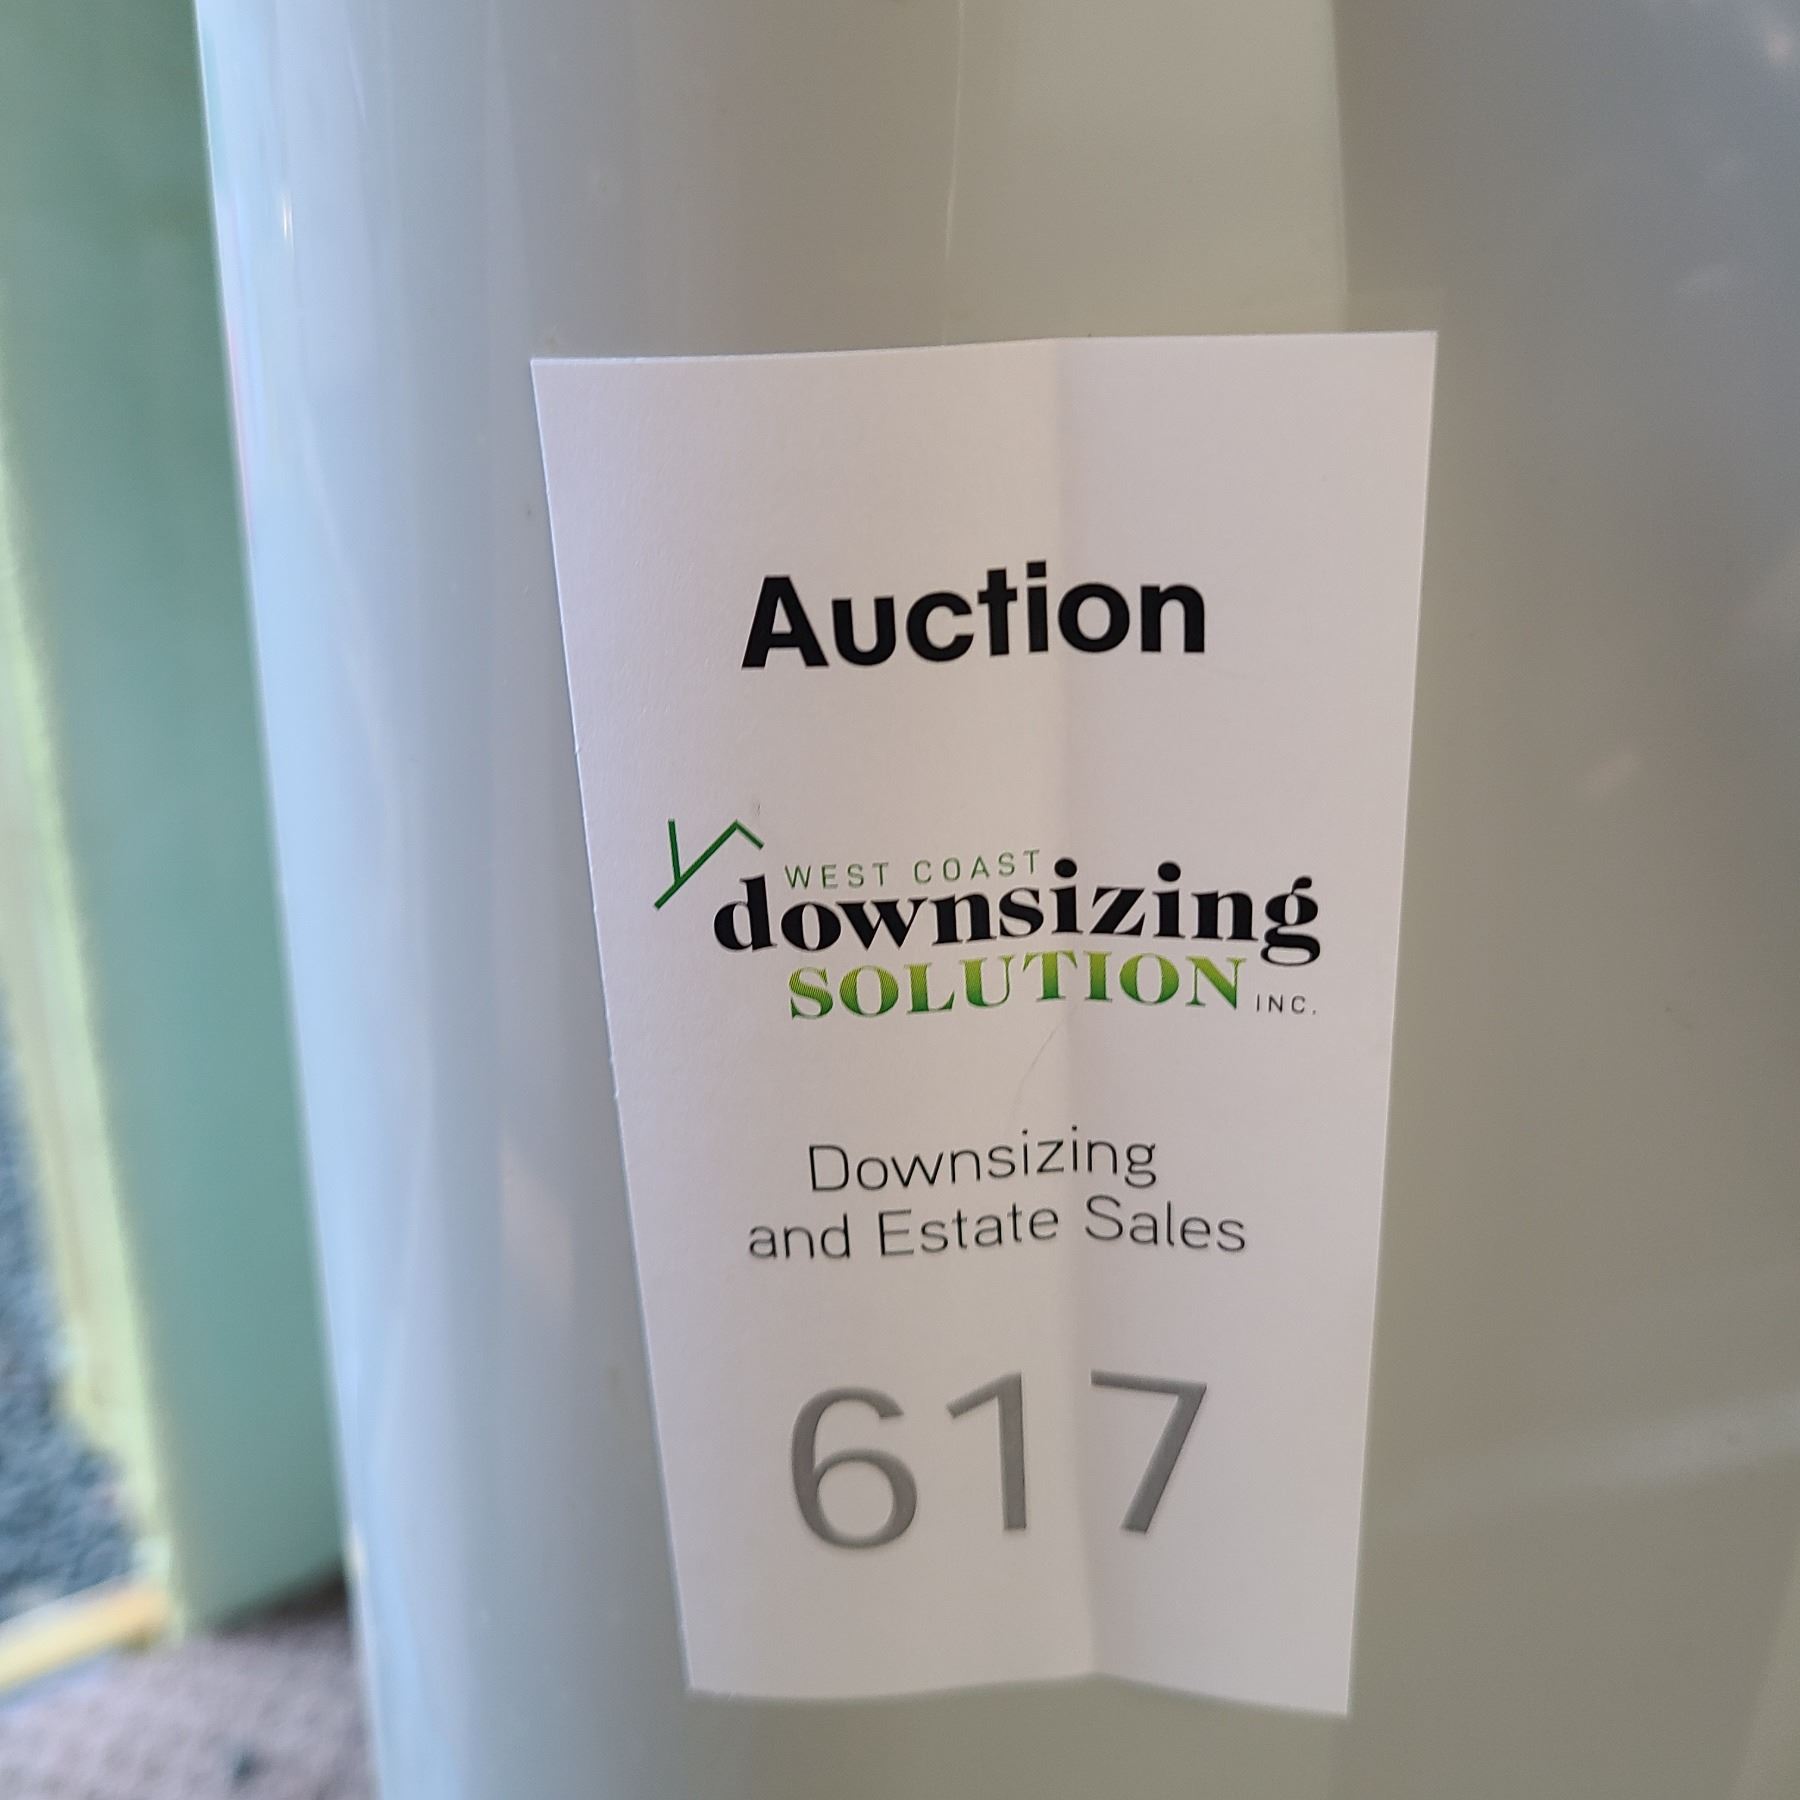 Auction
WEST COAST
downsizing
SOLUTION INC.
Downsizing
and Estate Sales
617